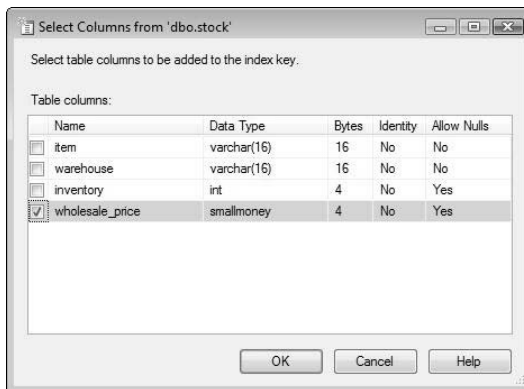 Select Columns from 'dbo.stock'
Select table columns to be added to the index key.
Table columns:
Name Data Type Bytes Identity Allow Nulls
item varchar(16) 16 No No
warehouse varchar(16) 16 No No
inventory int 4 No Yes
wholesale_price smallmoney 4 No Yes
OK Cancel Help